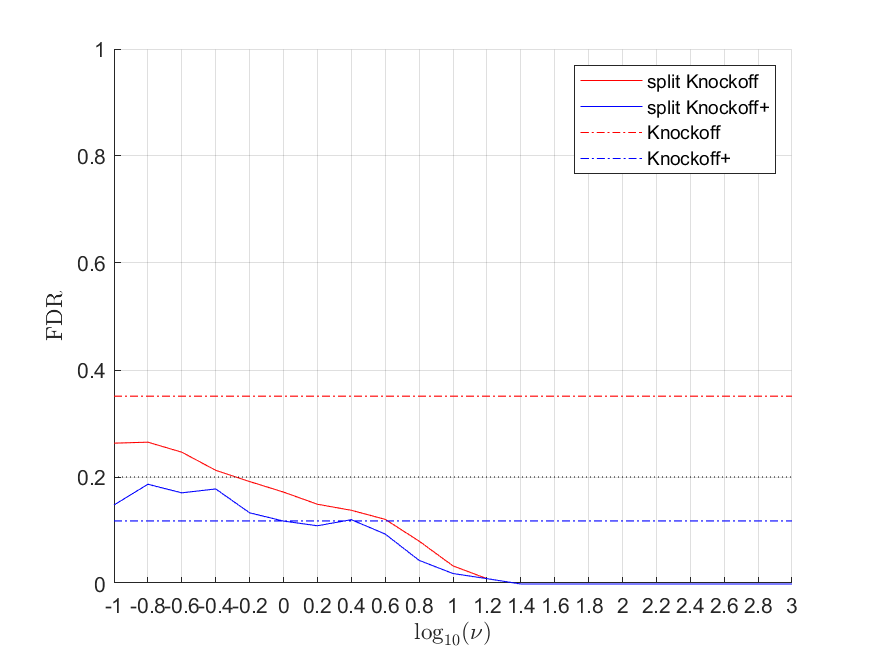 1
0.8
0.6
0.4
0.2
0
FDR
split Knockoff
split Knockoff+
Knockoff
Knockoff+
-1 -0.8 -0.6 -0.4 -0.2 0 0.2 0.4 0.6 0.8 1 1.2 1.4 1.6 1.8 2 2.2 2.4 2.6 2.8 3
log₁₀(ν)